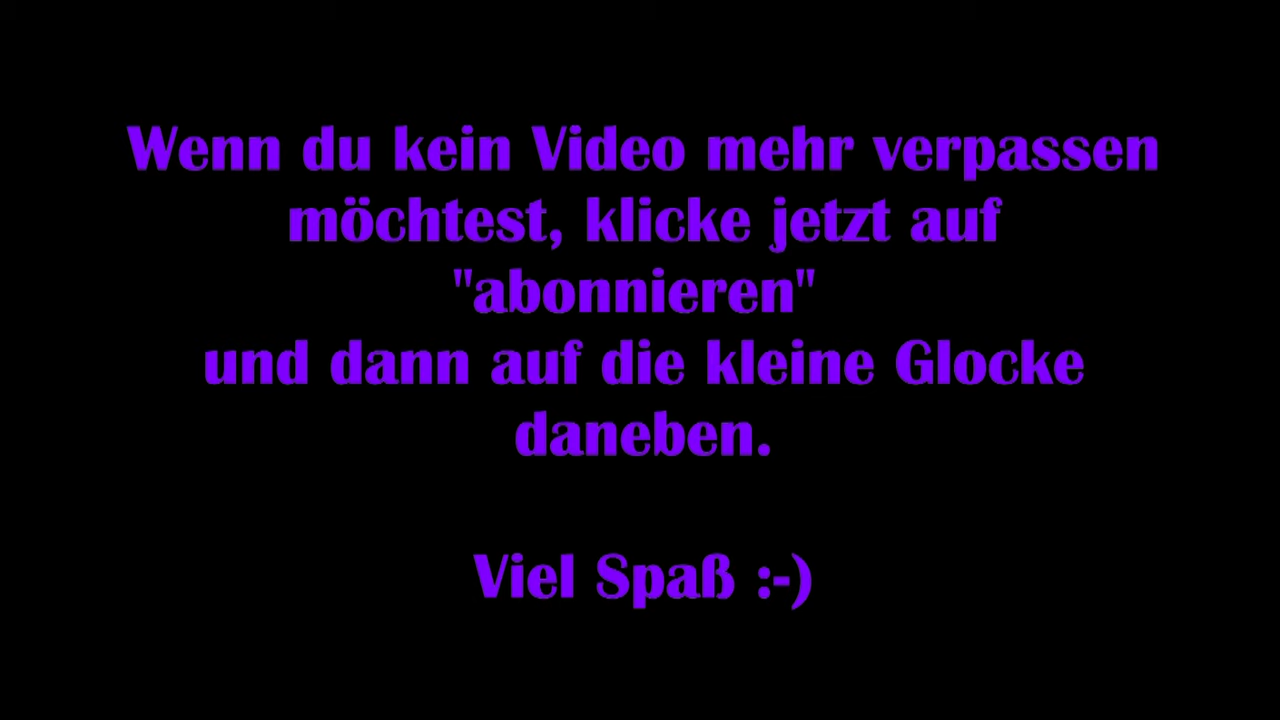 Wenn du kein Video mehr verpassen
möchtest, klicke jetzt auf
"abonnieren"
und dann auf die kleine Glocke
daneben.
Viel Spaß :-)